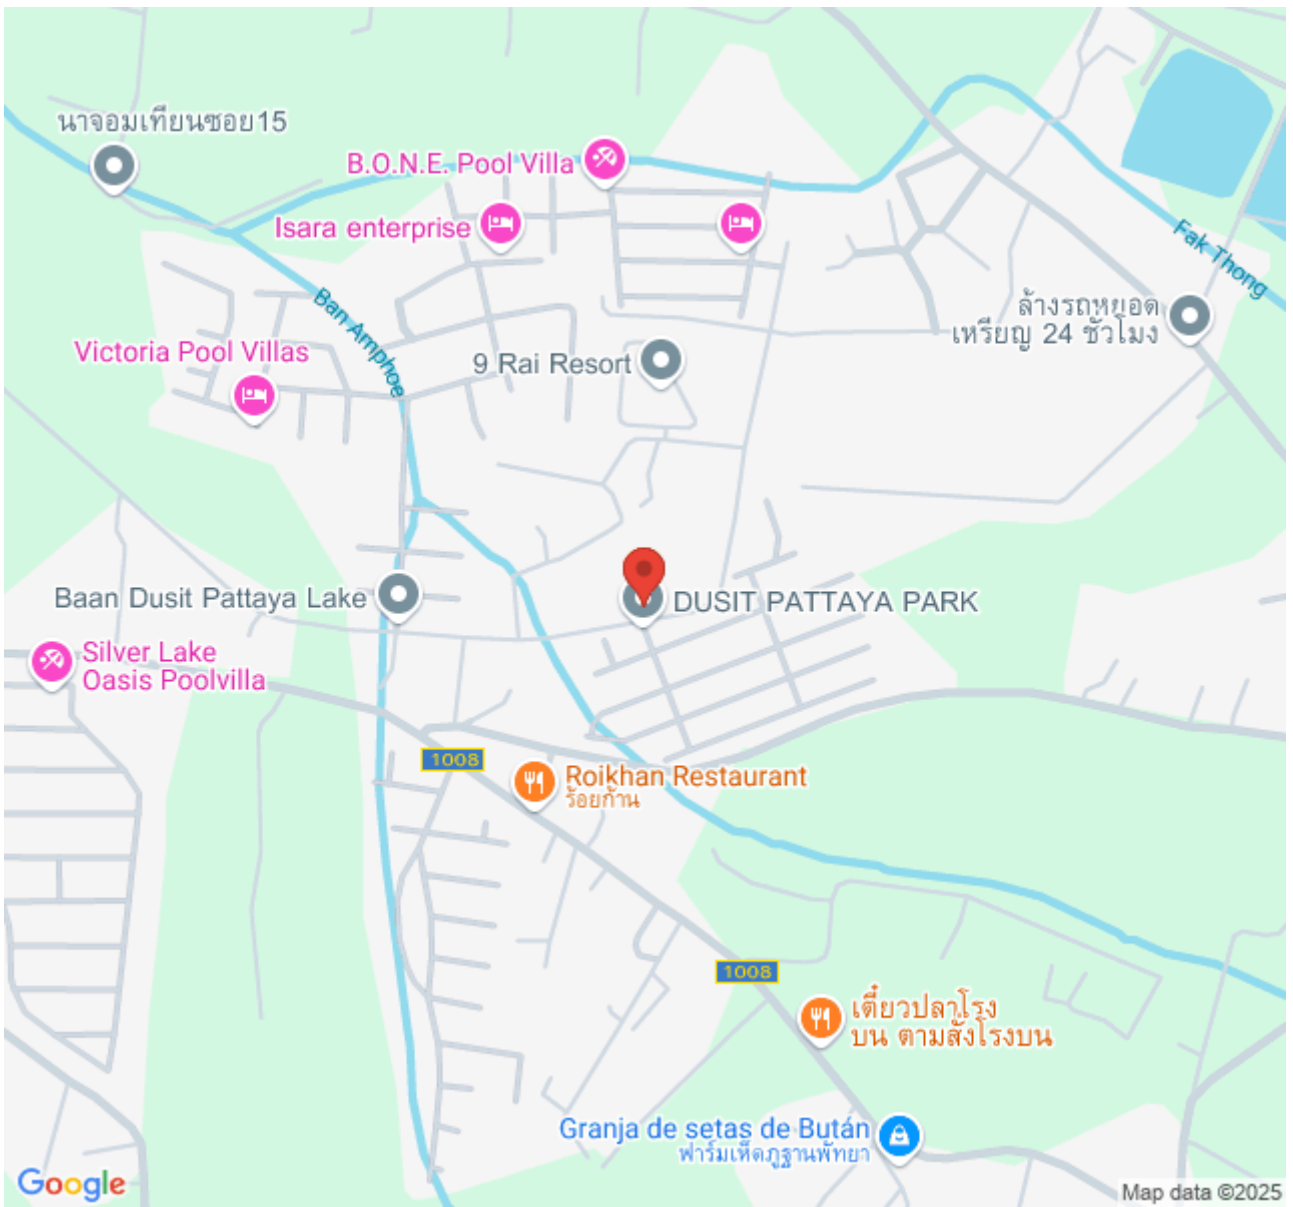 นาจอมเทียนซอย15
B.O.N.E. Pool Villa
Isara enterprise
Fak Thong
Ban Amphoe
ล้างรถหยอด
เหรียญ 24 ชั่วโมง
Victoria Pool Villas
9 Rai Resort
Baan Dusit Pattaya Lake
DUSIT PATTAYA PARK
Silver Lake
Oasis Poolvilla
1008
Roikhan Restaurant
ร้อยก้าน
1008
เตี๋ยวปลาโรง
บน ตามสั่งโรงบน
Granja de setas de Bután
ฟาร์มเห็ดภูฐานพัทยา
Google
Map data ©2025